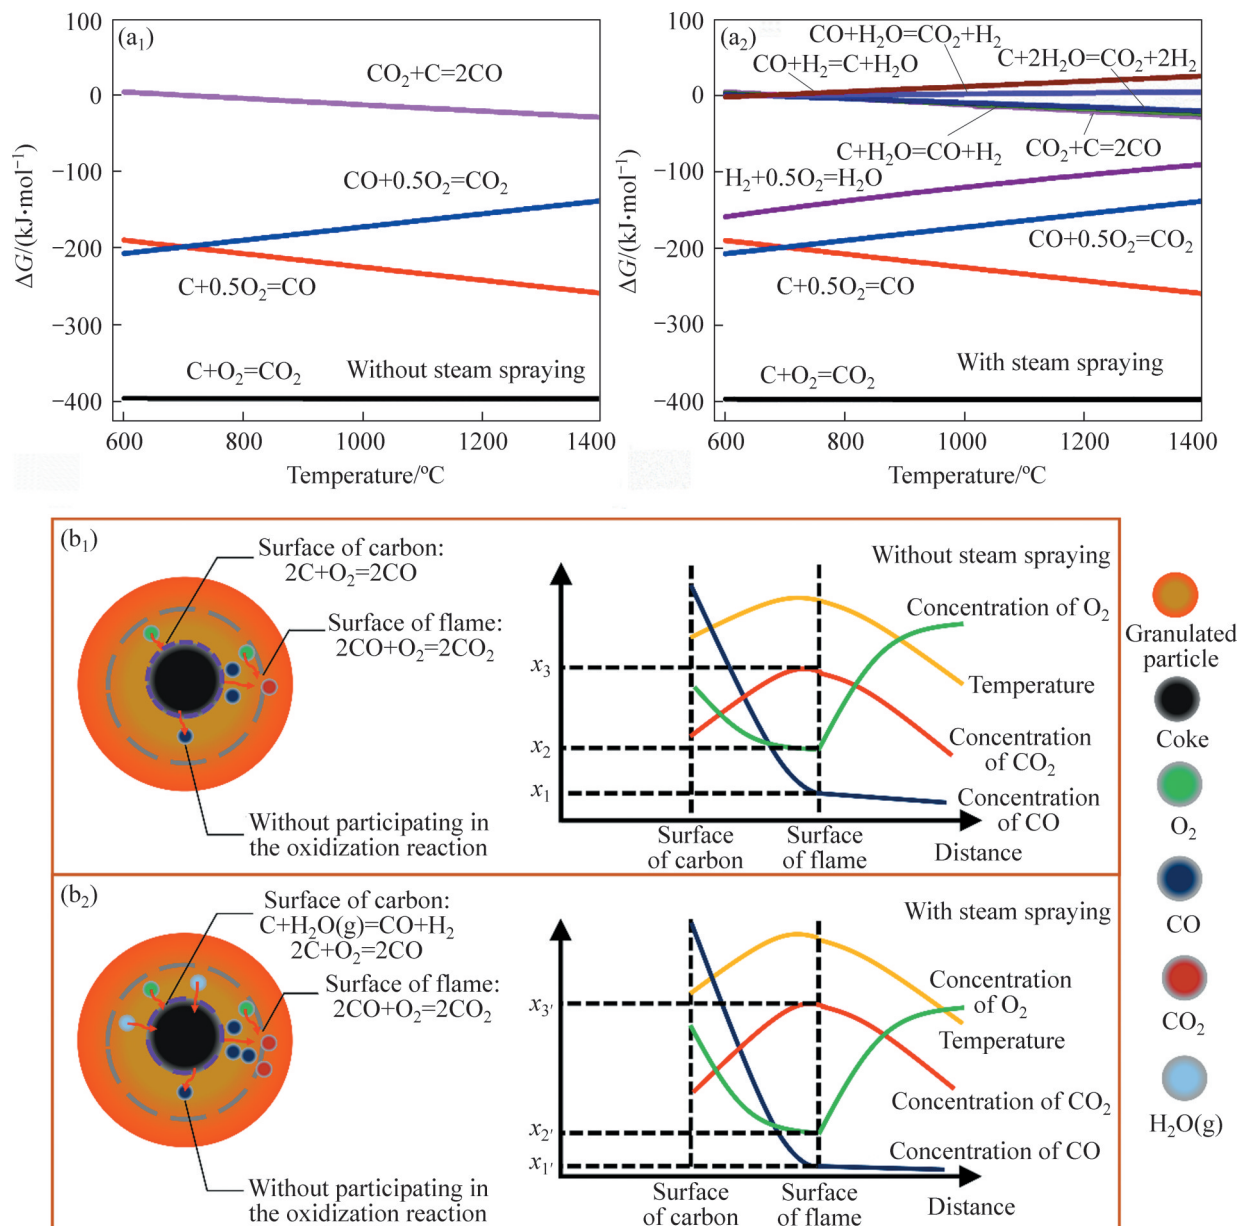 (a₁)
CO₂+C=2CO
CO+0.5O₂=CO₂
C+0.5O₂=CO
C+O₂=CO₂
Without steam spraying
100
0
−100
−200
−300
−400
ΔG/(kJ·mol⁻¹)
600
800
1000
1200
1400
Temperature/ºC
(a₂)
CO+H₂O=CO₂+H₂
CO+H₂=C+H₂O
C+2H₂O=CO₂+2H₂
C+H₂O=CO+H₂
CO₂+C=2CO
H₂+0.5O₂=H₂O
CO+0.5O₂=CO₂
C+0.5O₂=CO
With steam spraying
C+O₂=CO₂
100
0
−100
−200
−300
−400
ΔG/(kJ·mol⁻¹)
600
800
1000
1200
1400
Temperature/ºC
(b₁)
Surface of carbon:
2C+O₂=2CO
Surface of flame:
2CO+O₂=2CO₂
Without participating in
the oxidization reaction
Without steam spraying
Concentration of O₂
Temperature
Concentration
of CO₂
Concentration
of CO
x₃
x₂
x₁
Surface
of carbon
Surface
of flame
Distance
(b₂)
Surface of carbon:
C+H₂O(g)=CO+H₂
2C+O₂=2CO
Surface of flame:
2CO+O₂=2CO₂
Without participating in
the oxidization reaction
With steam spraying
Concentration
of O₂
Temperature
Concentration of CO₂
Concentration of CO
x₃′
x₂′
x₁′
Surface
of carbon
Surface
of flame
Distance
Granulated
particle
Coke
O₂
CO
CO₂
H₂O(g)